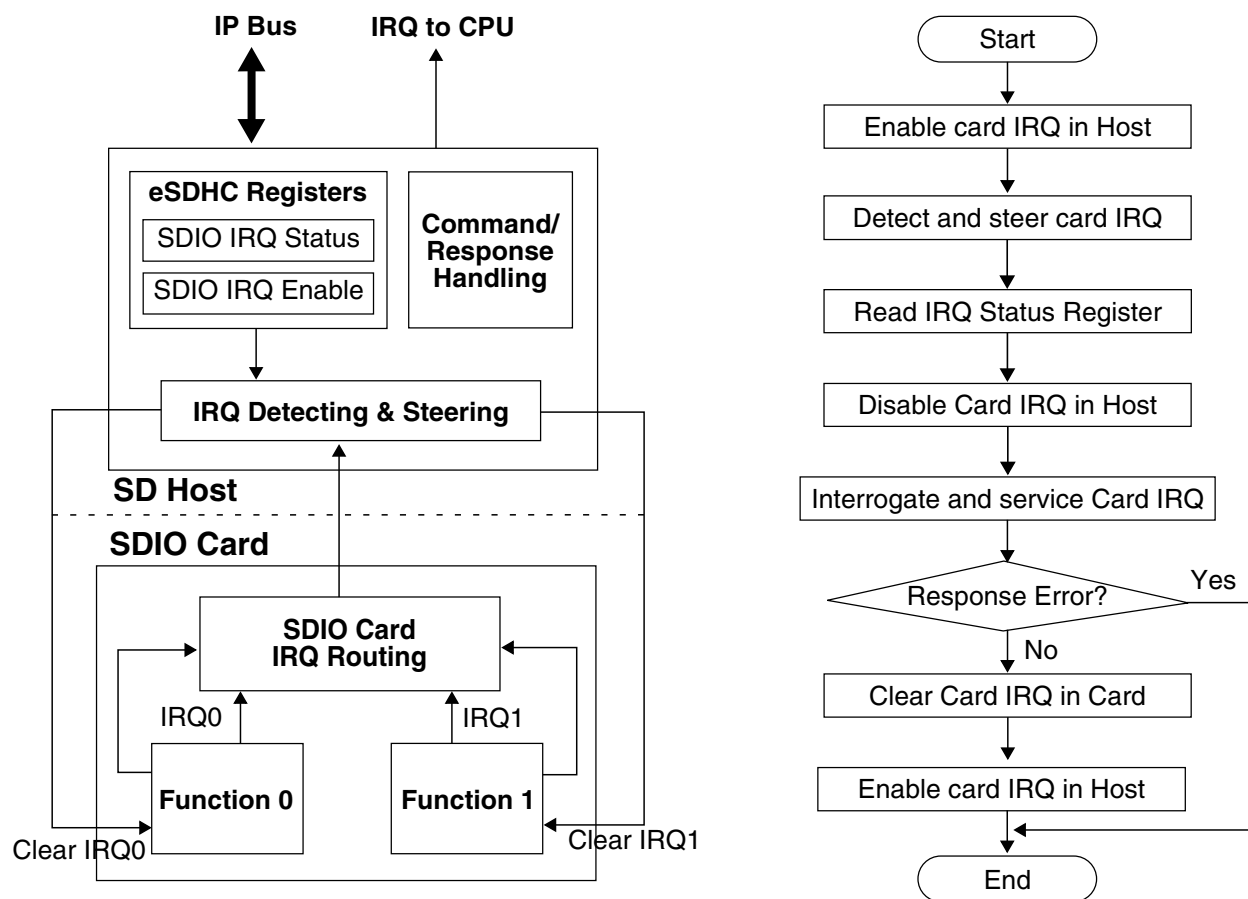 IP Bus
IRQ to CPU
eSDHC Registers
SDIO IRQ Status
SDIO IRQ Enable
Command/
Response
Handling
IRQ Detecting & Steering
SD Host
SDIO Card
SDIO Card
IRQ Routing
IRQ0
IRQ1
Function 0
Function 1
Clear IRQ0
Clear IRQ1
Start
Enable card IRQ in Host
Detect and steer card IRQ
Read IRQ Status Register
Disable Card IRQ in Host
Interrogate and service Card IRQ
Response Error?
Yes
No
Clear Card IRQ in Card
Enable card IRQ in Host
End